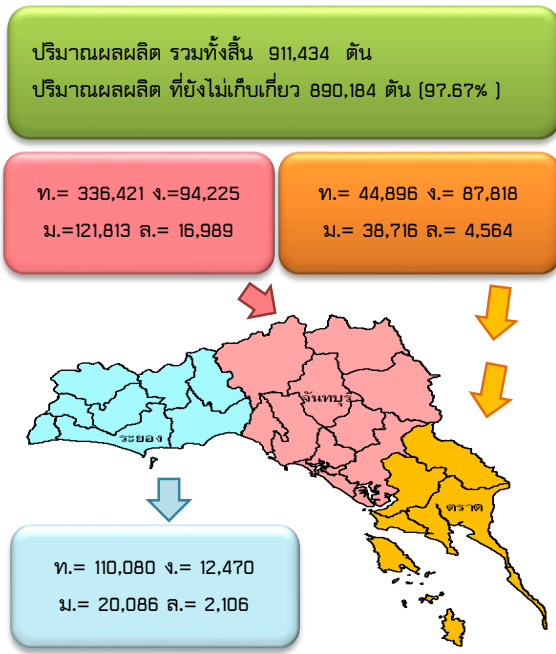 ปริมาณผลผลิต รวมทั้งสิ้น 911,434 ตัน
ปริมาณผลผลิต ที่ยังไม่เก็บเกี่ยว 890,184 ตัน (97.67% )
ท.= 336,421 ง.=94,225
ม.=121,813 ล.= 16,989
ท.= 44,896 ง.= 87,818
ม.= 38,716 ล.= 4,564
จันทบุรี
ระยอง
ตราด
ท.= 110,080 ง.= 12,470
ม.= 20,086 ล.= 2,106